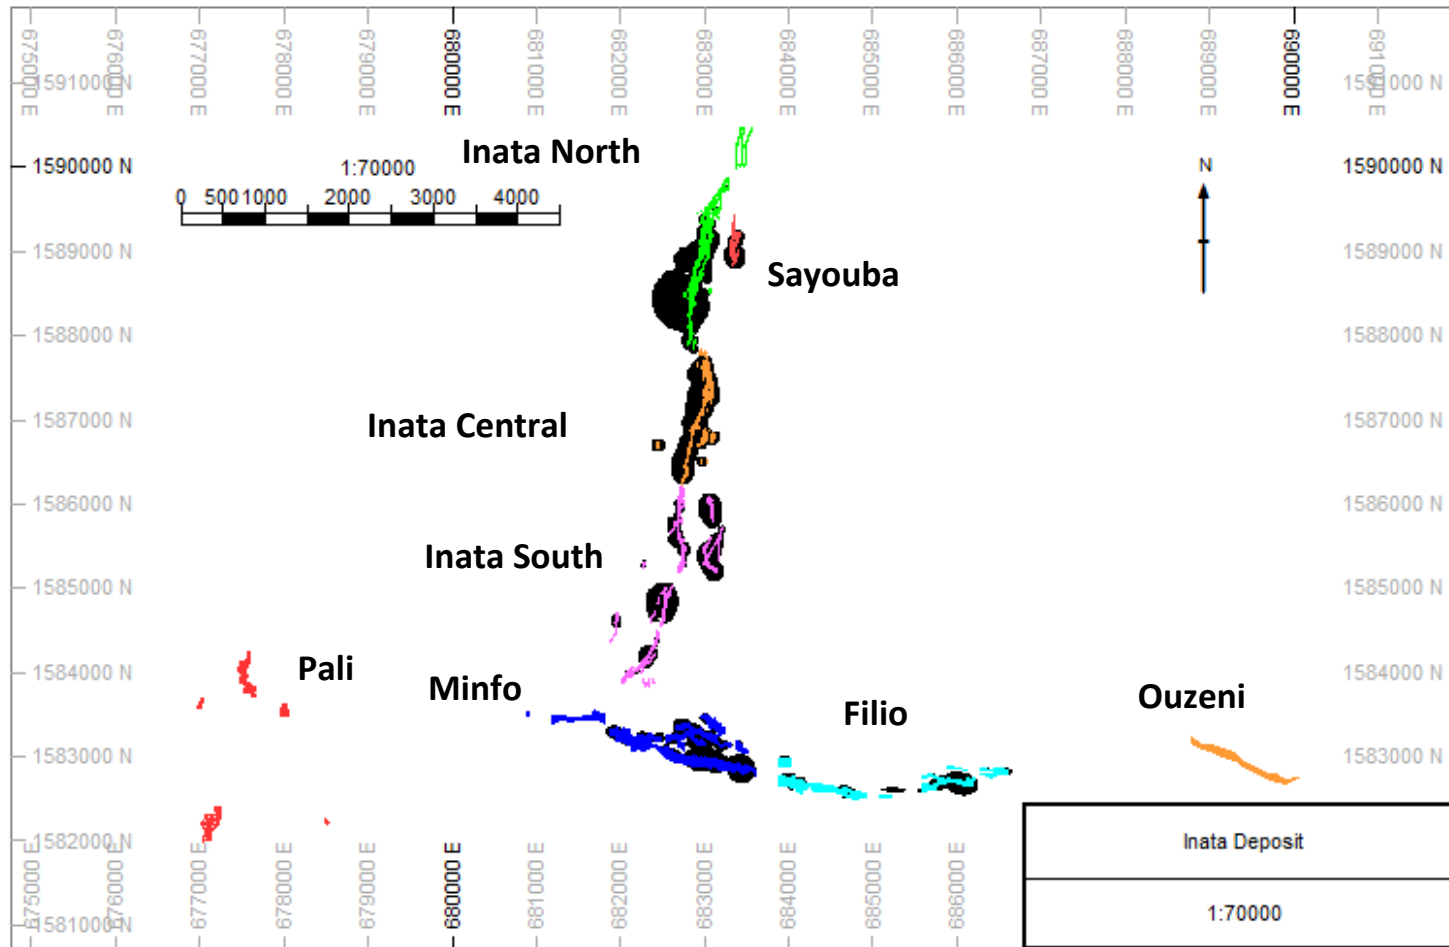 675000 E
676000 E
677000 E
678000 E
679000 E
680000 E
681000 E
682000 E
683000 E
684000 E
685000 E
686000 E
687000 E
688000 E
689000 E
690000 E
691000 E
1591000 N
1591000 N
Inata North
1590000 N
1:70000
N
1590000 N
0 500 1000 2000 3000 4000
1589000 N
Sayouba
1589000 N
1588000 N
1588000 N
1587000 N
Inata Central
1587000 N
1586000 N
1586000 N
Inata South
1585000 N
1585000 N
1584000 N
Pali
Minfo
Filio
Ouzeni
1584000 N
1583000 N
1583000 N
1582000 N
Inata Deposit
1581000 N
1:70000
675000 E
676000 E
677000 E
678000 E
679000 E
680000 E
681000 E
682000 E
683000 E
684000 E
685000 E
686000 E